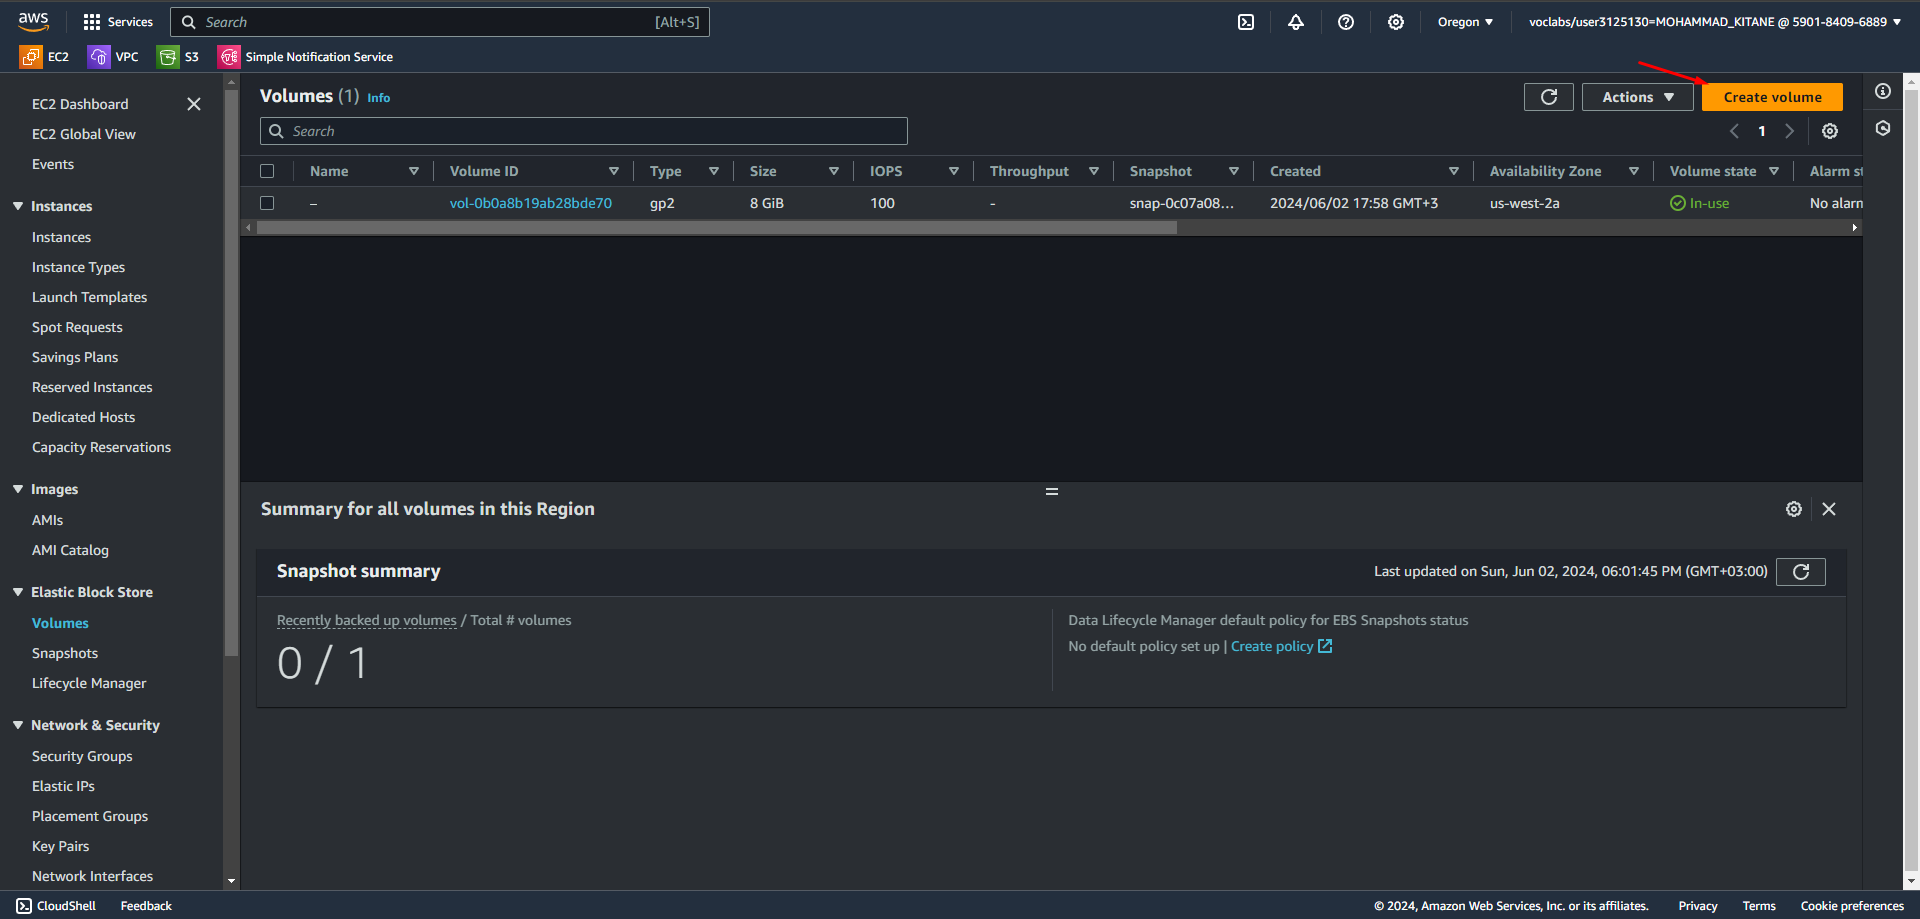 aws
Services
Search
[Alt+S]
Oregon
voclabs/user3125130=MOHAMMAD_KITANE @ 5901-8409-6889
EC2
VPC
S3
Simple Notification Service
EC2 Dashboard
EC2 Global View
Events
Instances
Instances
Instance Types
Launch Templates
Spot Requests
Savings Plans
Reserved Instances
Dedicated Hosts
Capacity Reservations
Images
AMIs
AMI Catalog
Elastic Block Store
Volumes
Snapshots
Lifecycle Manager
Network & Security
Security Groups
Elastic IPs
Placement Groups
Key Pairs
Network Interfaces
Volumes (1) Info
Actions
Create volume
Search
1
Name Volume ID Type Size IOPS Throughput Snapshot Created Availability Zone Volume state Alarm st
– vol-0b0a8b19ab28bde70 gp2 8 GiB 100 - snap-0c07a08... 2024/06/02 17:58 GMT+3 us-west-2a In-use No alarm
Summary for all volumes in this Region
Snapshot summary
Last updated on Sun, Jun 02, 2024, 06:01:45 PM (GMT+03:00)
Recently backed up volumes / Total # volumes
0 / 1
Data Lifecycle Manager default policy for EBS Snapshots status
No default policy set up | Create policy
CloudShell
Feedback
© 2024, Amazon Web Services, Inc. or its affiliates.
Privacy
Terms
Cookie preferences